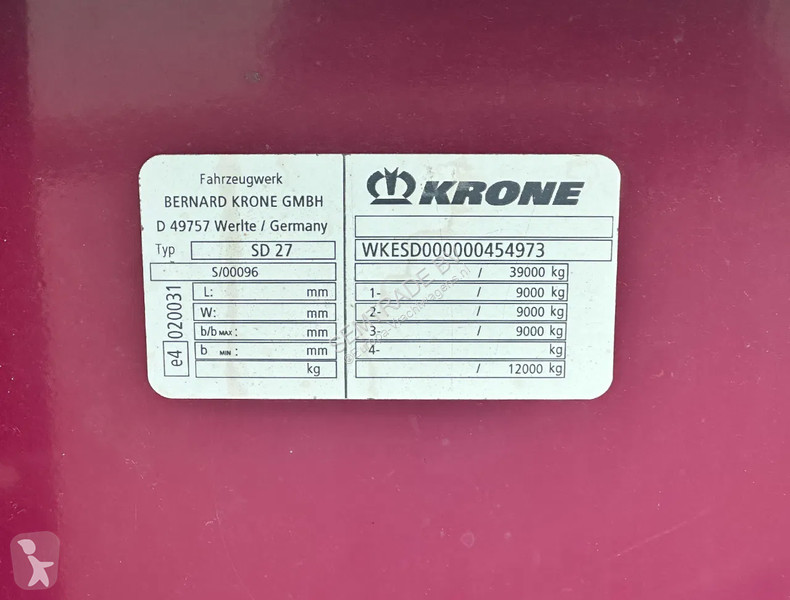 Fahrzeugwerk
BERNARD KRONE GMBH
D 49757 Werlte / Germany
Typ SD 27
S/00096
e4 020031
L: mm
W: mm
b/b MAX: mm
b MIN: mm
kg
KRONE
WKESD000000454973
/ 39000 kg
1- / 9000 kg
2- / 9000 kg
3- / 9000 kg
4- kg
/ 12000 kg